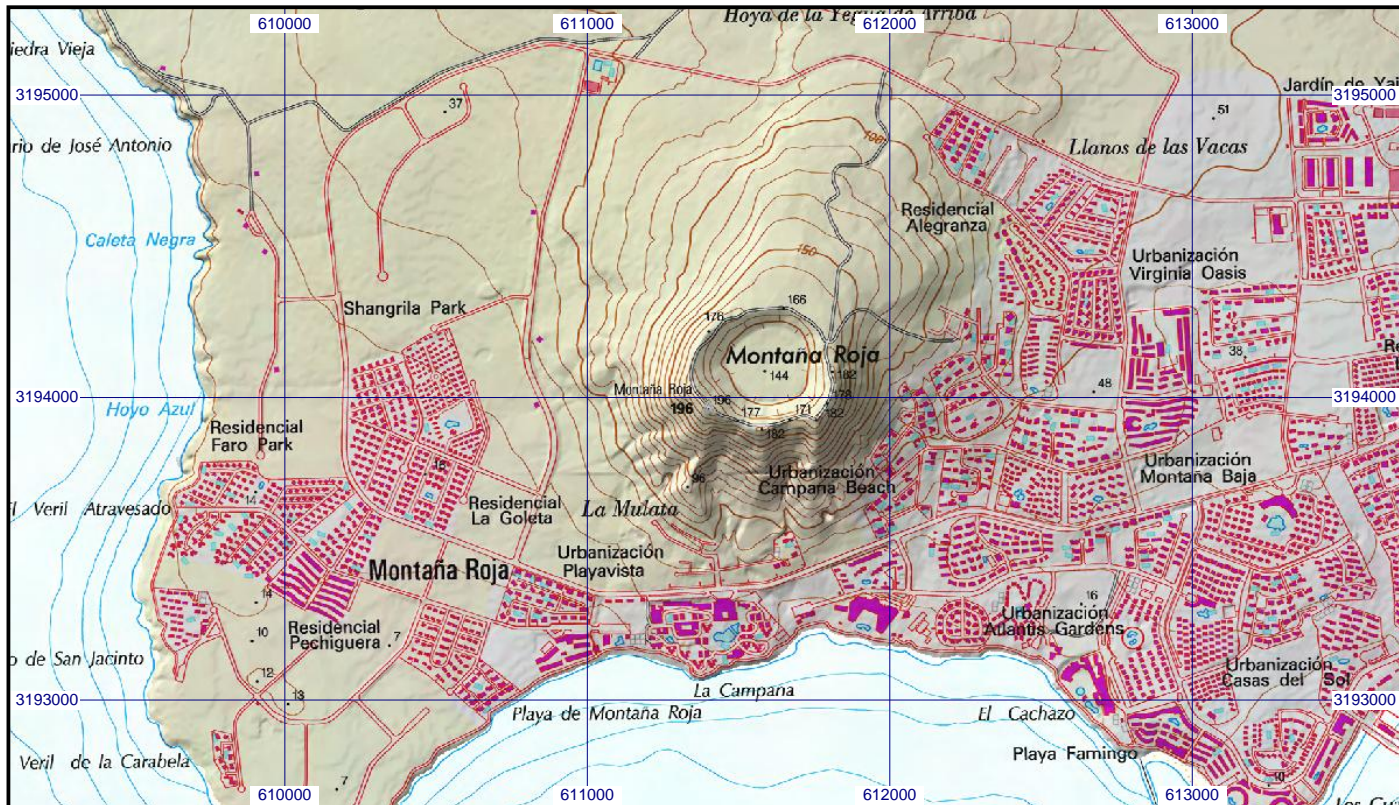 610000
611000
612000
613000
Hoya de la Yegua de Arriba
iedra Vieja
3195000
3195000
Jardín de Yai
37
51
100
rio de José Antonio
Llanos de las Vacas
Residencial
Alegranza
Caleta Negra
150
Urbanización
Virginia Oasis
Shangrila Park
166
176
Montaña Roja
38
144
182
Montaña Roja
48
178
3194000
3194000
Hoyo Azul
196
196
177
171
182
182
Residencial
Faro Park
18
96
Urbanización
Campana Beach
Urbanización
Montaña Baja
14
l Veril Atravesado
Residencial
La Goleta
La Mulata
Urbanización
Playavista
Montaña Roja
14
16
Urbanización
Atlantis Gardens
Residencial
Pechiguera
10
7
o de San Jacinto
Urbanización
Casas del Sol
12
13
La Campana
3193000
3193000
Playa de Montaña Roja
El Cachazo
Playa Famingo
Veril de la Carabela
7
10
610000
611000
612000
613000